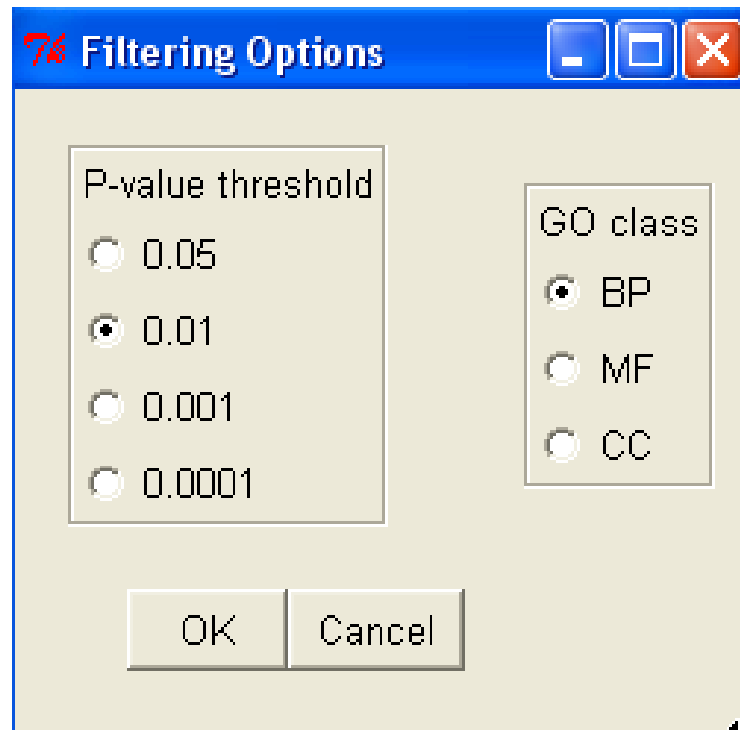 Filtering Options
P-value threshold
0.05
0.01
0.001
0.0001
GO class
BP
MF
CC
OK
Cancel